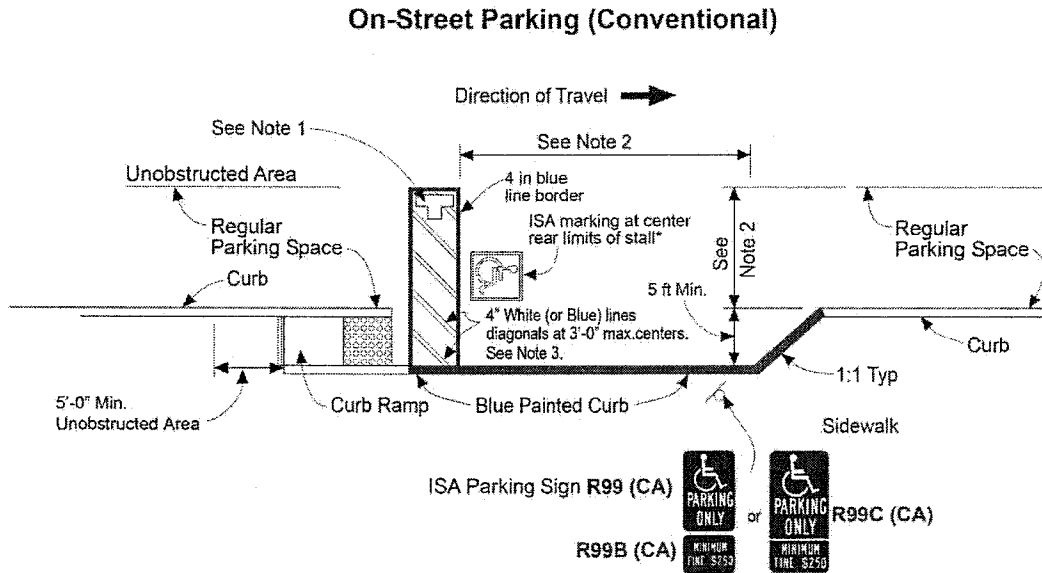 On-Street Parking (Conventional)
Direction of Travel
See Note 1
See Note 2
Unobstructed Area
4 in blue
line border
Regular
Parking Space
ISA marking at center
rear limits of stall*
See
Note 2
Regular
Parking Space
Curb
5 ft Min.
4" White (or Blue) lines
diagonals at 3'-0" max.centers.
See Note 3.
Curb
1:1 Typ
5'-0" Min.
Unobstructed Area
Curb Ramp
Blue Painted Curb
Sidewalk
ISA Parking Sign R99 (CA)
PARKING
ONLY
or
PARKING
ONLY
R99C (CA)
R99B (CA)
MINIMUM
FINE $250
MINIMUM
FINE $250